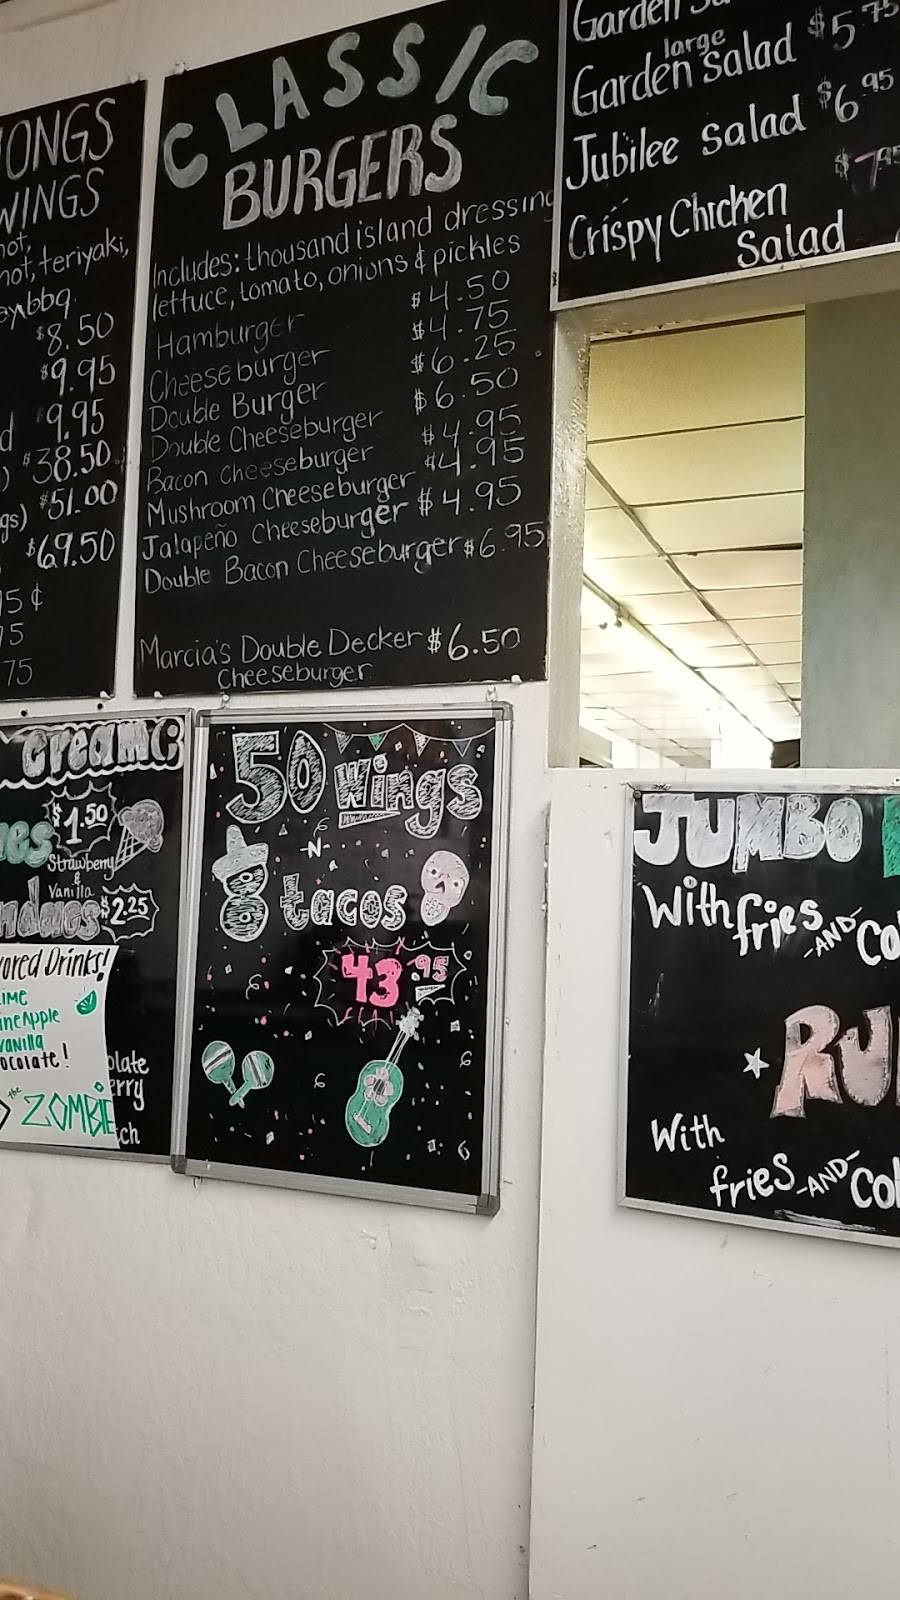 WINGS
hot, teriyaki,
$8.50
$9.95
9.95
$38.50
$51.00
$69.50
CLASSIC
BURGERS
Includes: thousand island dressing
lettuce, tomato, onions & pickles
Hamburger $4.50
Cheeseburger $4.75
Double Burger $6.25
Double Cheeseburger $6.50
Bacon Cheeseburger $4.95
Mushroom Cheeseburger $4.95
Jalapeño Cheeseburger $4.95
Double Bacon Cheeseburger $6.95
Marcia's Double Decker $6.50
Cheeseburger
Garden
large
Garden Salad $5.75
Jubilee Salad $6.95
Crispy Chicken
Salad
cream
$1.50
Strawberry
&
Vanilla
$2.25
Drinks!
Vanilla
the
ZOMBIE
50 Wings
-N-
8 tacos
43.95
JUMBO
With fries -AND-
With
fries -AND-